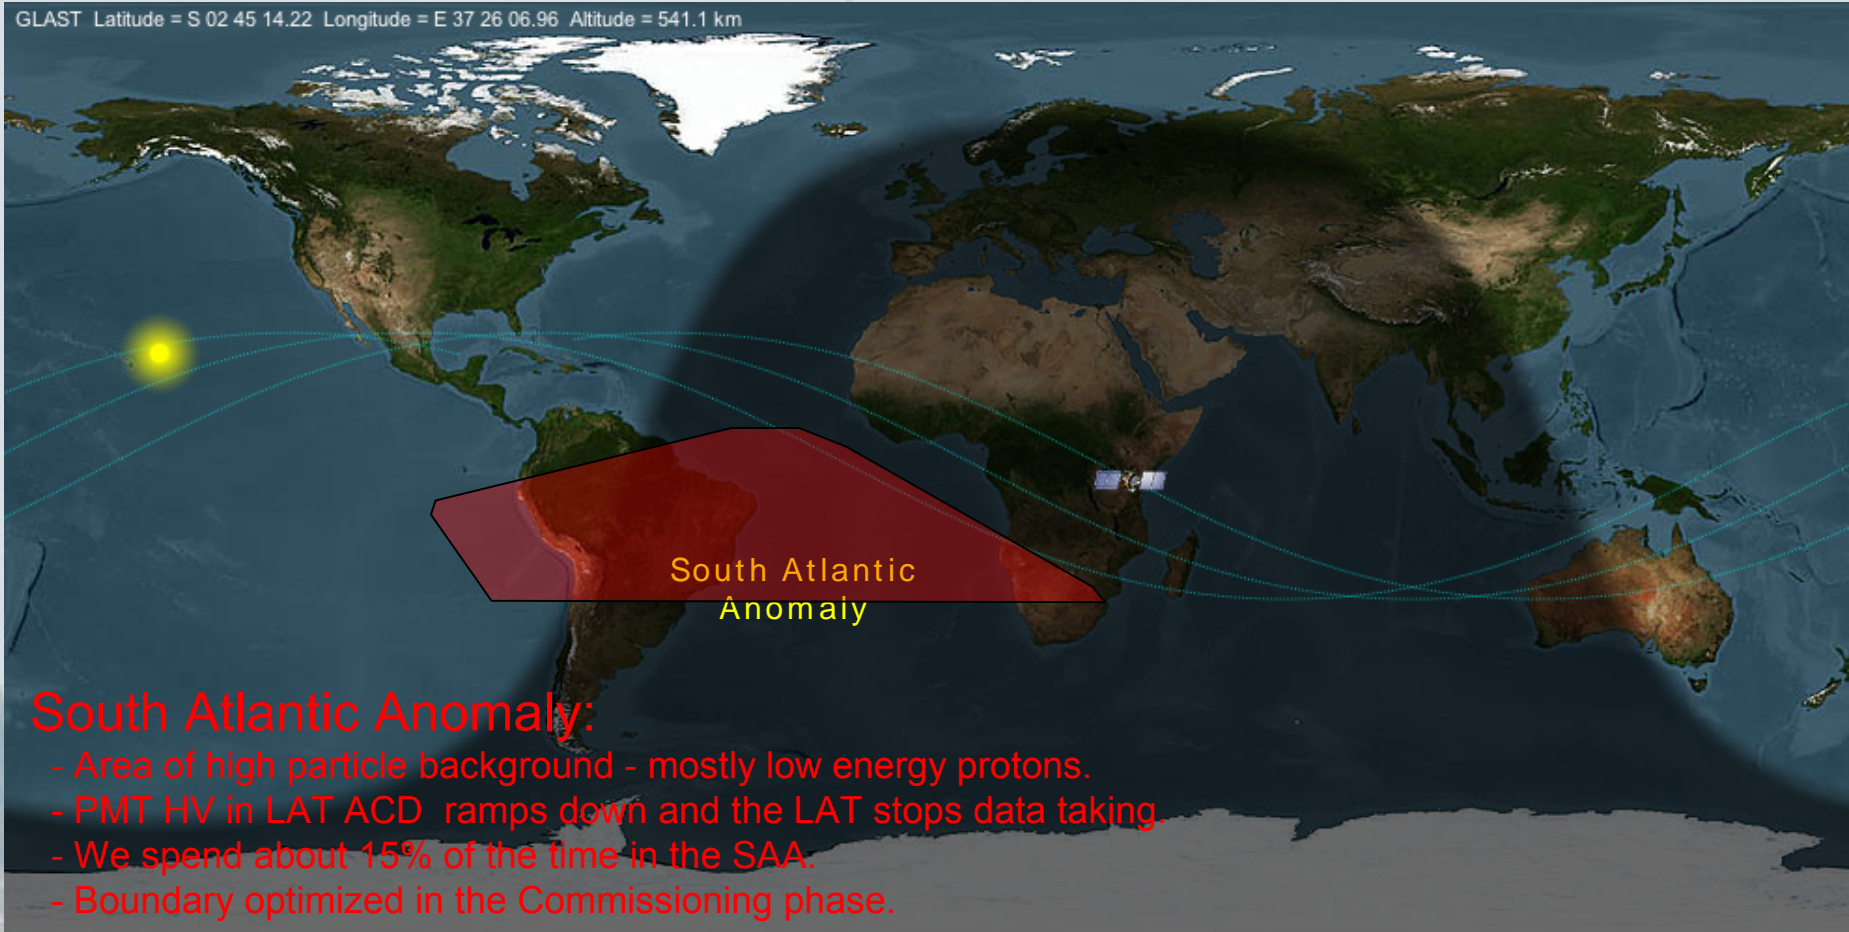 GLAST Latitude = S 02 45 14.22 Longitude = E 37 26 06.96 Altitude = 541.1 km
South Atlantic
Anomaly
South Atlantic Anomaly:
- Area of high particle background - mostly low energy protons.
- PMT HV in LAT ACD ramps down and the LAT stops data taking.
- We spend about 15% of the time in the SAA.
- Boundary optimized in the Commissioning phase.